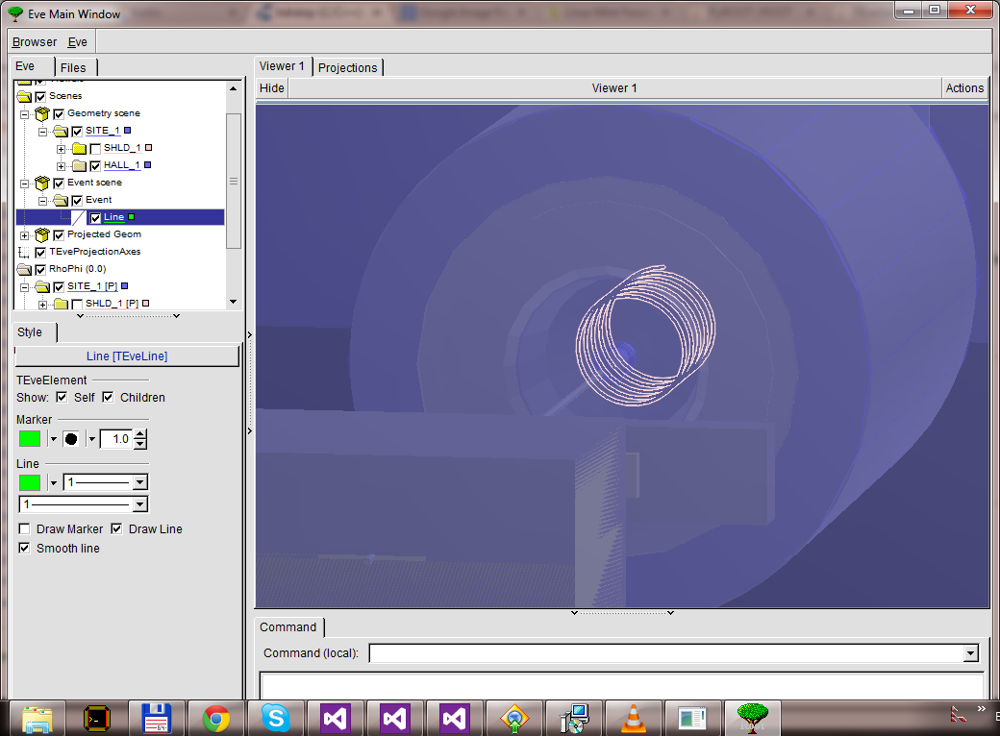 Eve Main Window
Browser Eve
Eve Files
Viewer 1 Projections
Hide Viewer 1 Actions
Scenes
Geometry scene
SITE_1
SHLD_1
HALL_1
Event scene
Event
Line
Projected Geom
TEveProjectionAxes
RhoPhi (0.0)
SITE_1 [P]
SHLD_1 [P]
Style
Line [TEveLine]
TEveElement
Show: Self Children
Marker
1.0
Line
1
1
Draw Marker Draw Line
Smooth line
Command
Command (local):
64
S
»